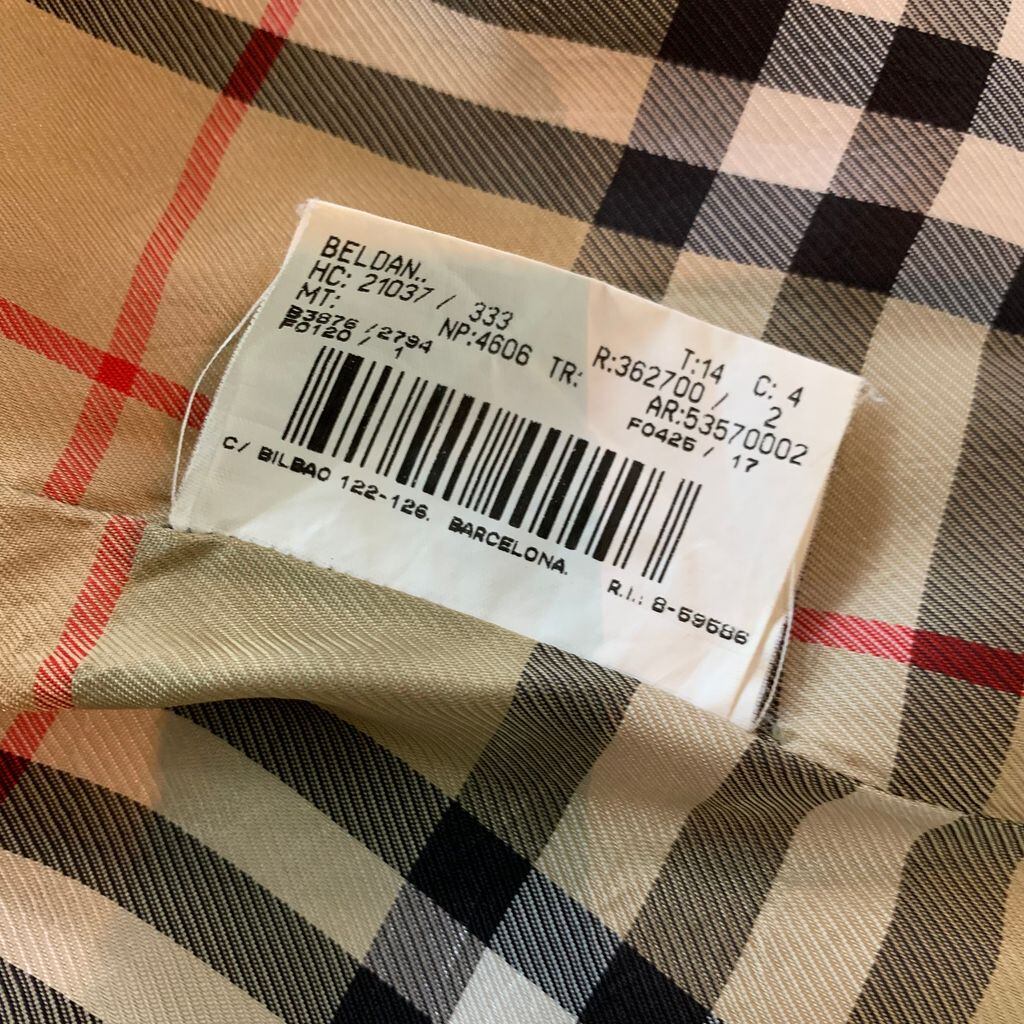 BELDAN..
HC: 21037 / 333 T:14 C: 4
MT: NP:4606 TR: R:362700 / 2
B3876 /2794 AR:53570002
F0120 / 1 F0425 / 17
C/ BILBAO 122-126. BARCELONA. R.I.: 8-59586